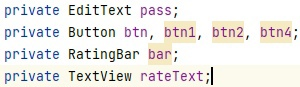 private EditText pass;
private Button btn, btn1, btn2, btn4;
private RatingBar bar;
private TextView rateText;